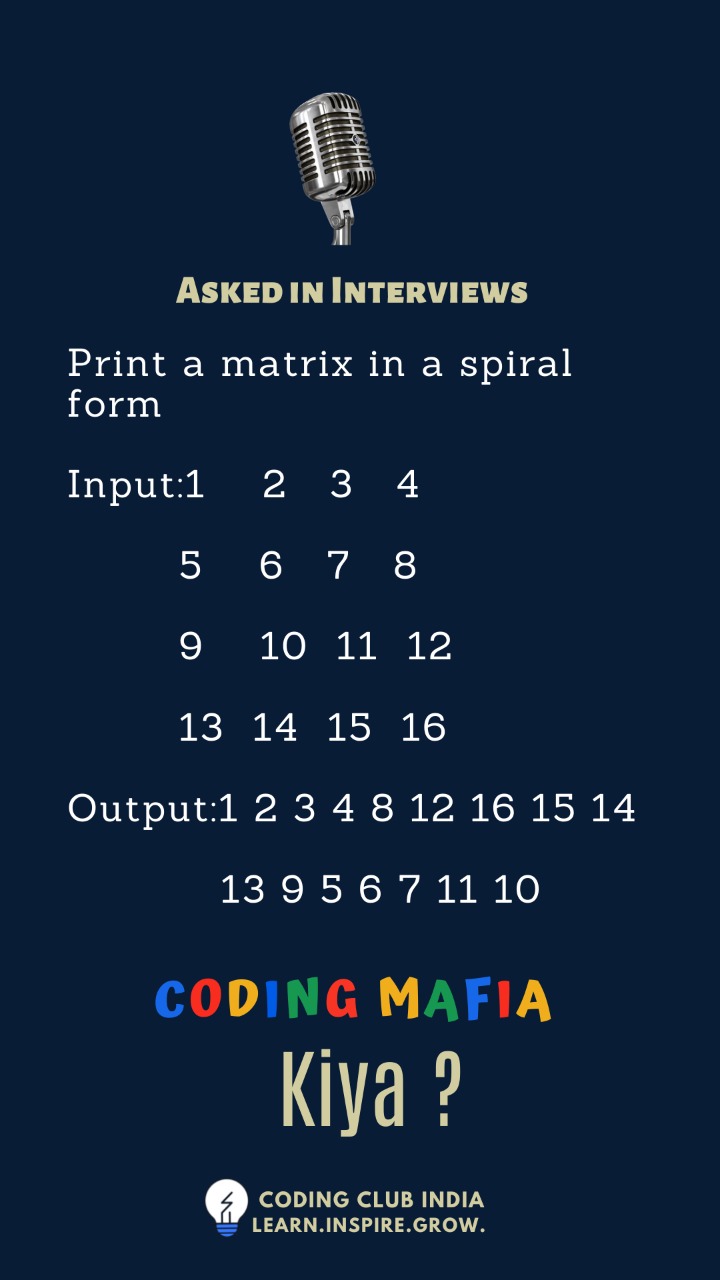 Asked in Interviews
Print a matrix in a spiral
form
Input:1 2 3 4
5 6 7 8
9 10 11 12
13 14 15 16
Output:1 2 3 4 8 12 16 15 14
13 9 5 6 7 11 10
CODING MAFIA
Kiya ?
CODING CLUB INDIA
LEARN.INSPIRE.GROW.